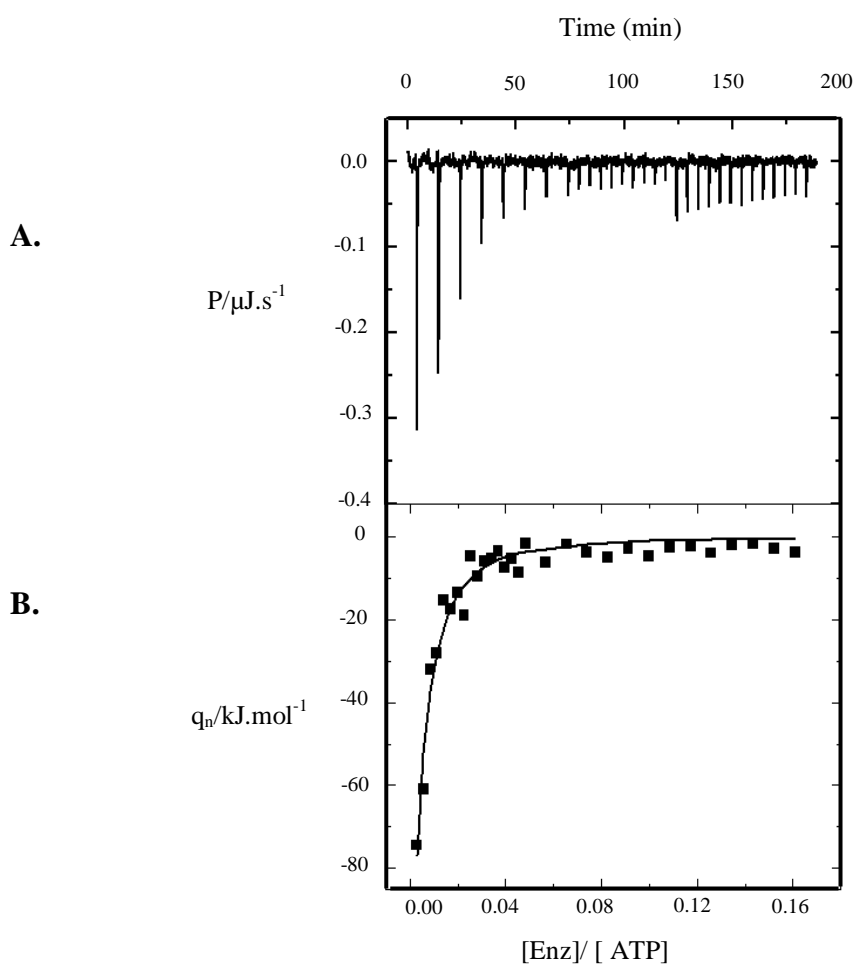 Time (min)
0 50 100 150 200
A.
P/μJ.s⁻¹
0.0
-0.1
-0.2
-0.3
-0.4
B.
qₙ/kJ.mol⁻¹
0
-20
-40
-60
-80
0.00 0.04 0.08 0.12 0.16
[Enz]/ [ ATP]